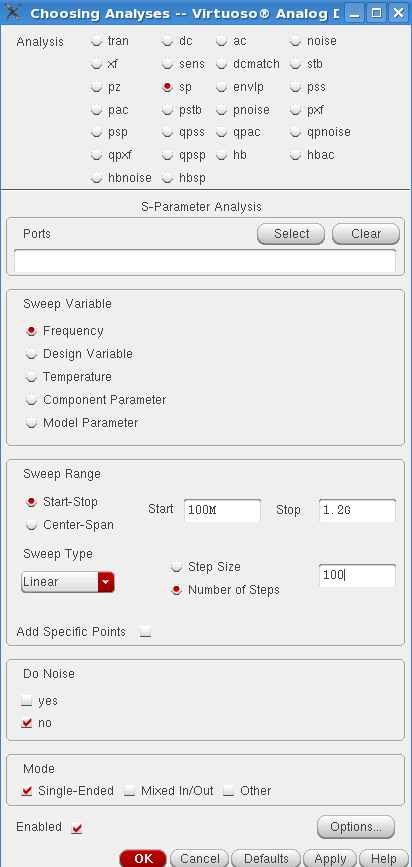 Choosing Analyses -- Virtuoso® Analog D
Analysis tran dc ac noise
xf sens dcmatch stb
pz sp envlp pss
pac pstb pnoise pxf
psp qpss qpac qpnoise
qpxf qpsp hb hbac
hbnoise hbsp
S-Parameter Analysis
Ports Select Clear
Sweep Variable
Frequency
Design Variable
Temperature
Component Parameter
Model Parameter
Sweep Range
Start-Stop Start 100M Stop 1.2G
Center-Span
Sweep Type
Step Size
Linear Number of Steps 100
Add Specific Points
Do Noise
yes
no
Mode
Single-Ended Mixed In/Out Other
Enabled Options...
OK Cancel Defaults Apply Help